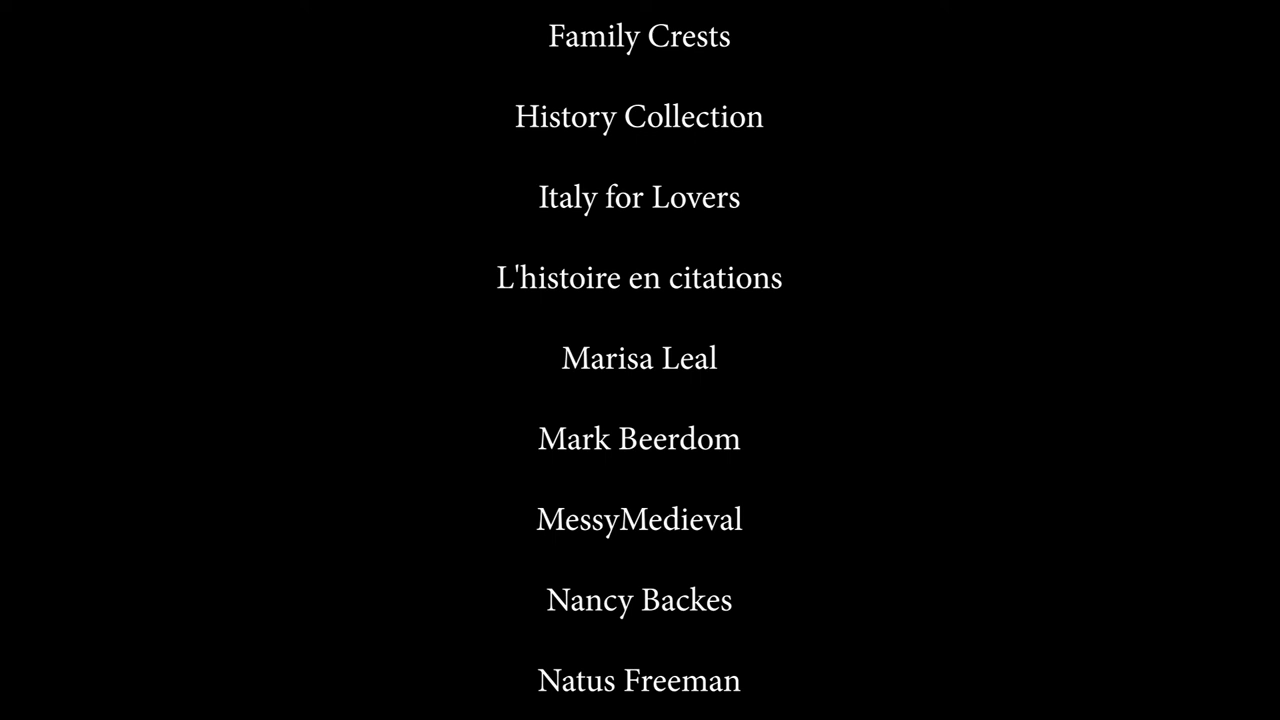 Family Crests
History Collection
Italy for Lovers
L'histoire en citations
Marisa Leal
Mark Beerdom
MessyMedieval
Nancy Backes
Natus Freeman